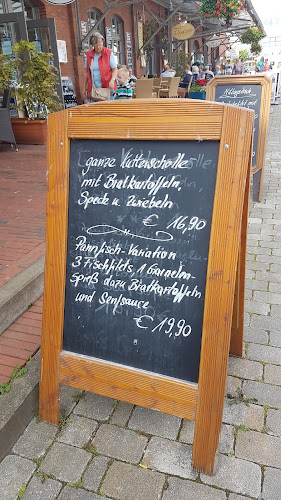 ganze Kutterscholle
mit Bratkartoffeln,
Speck u. Zwiebeln
€ 16,90
Pannfisch-Variation
3 Fischfilets, 1 Garnelen-
Spieß dazu Bratkartoffeln
und Senfsauce
€ 19,90
Mittagstisch